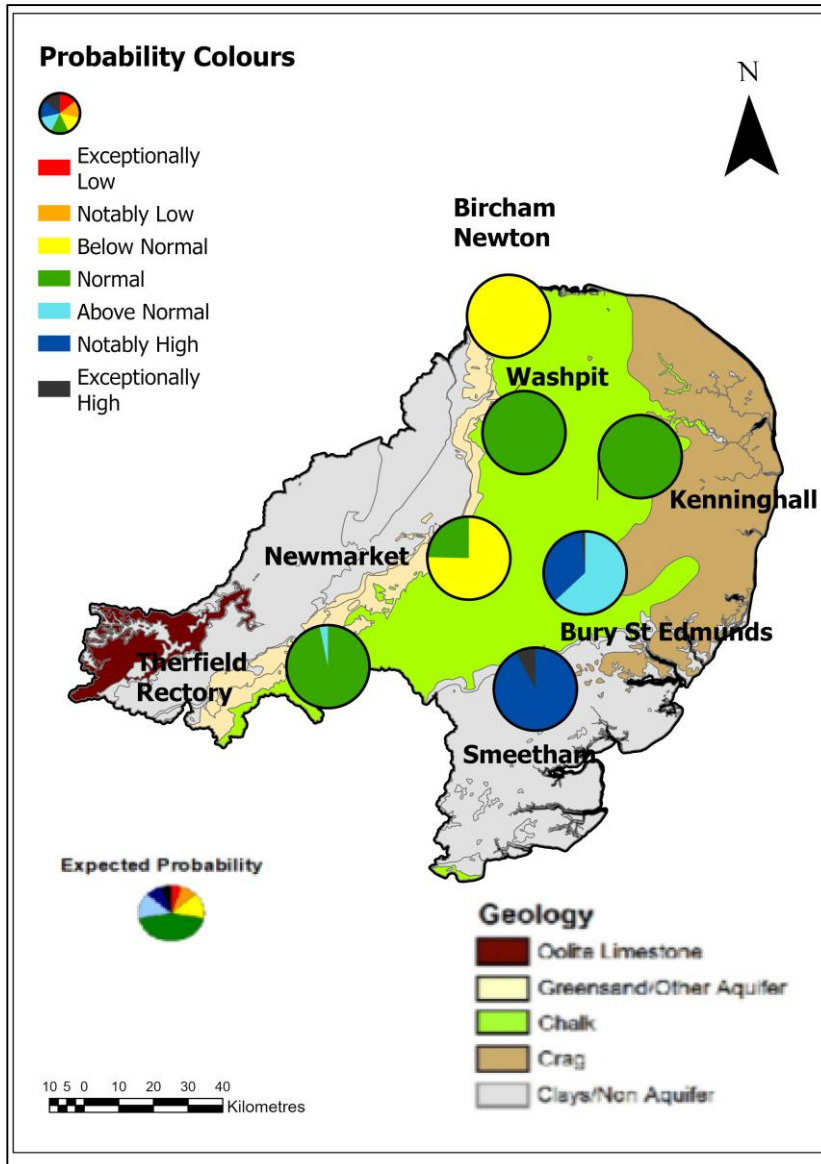 Probability Colours
Exceptionally
Low
Notably Low
Below Normal
Normal
Above Normal
Notably High
Exceptionally
High
N
Bircham
Newton
Washpit
Kenninghall
Newmarket
Bury St Edmunds
Therfield
Rectory
Smeetham
Expected Probability
Geology
Oolite Limestone
Greensand/Other Aquifer
Chalk
Crag
Clays/Non Aquifer
10 5 0 10 20 30 40
Kilometres